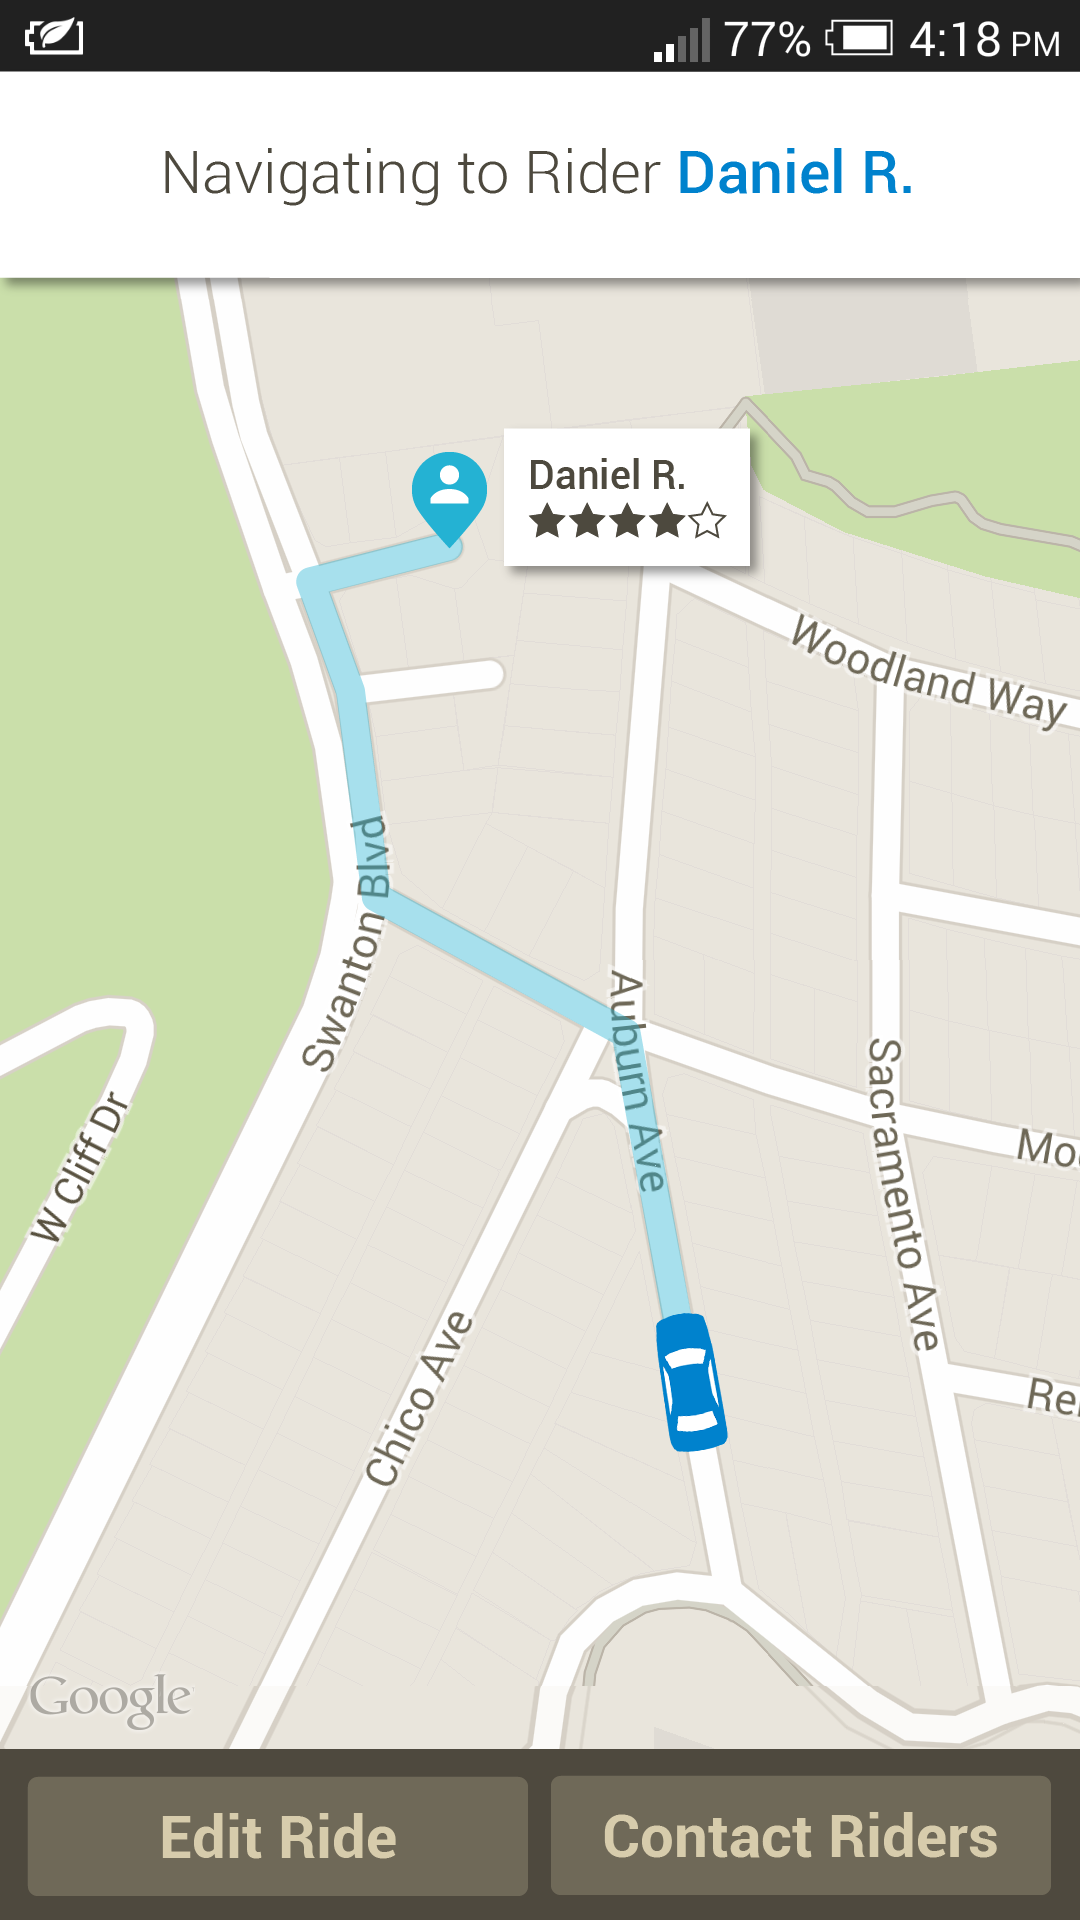 77% 4:18 PM
Navigating to Rider Daniel R.
Daniel R.
Woodland Way
Swanton Blvd
Auburn Ave
Sacramento Ave
W Cliff Dr
Chico Ave
Google
Edit Ride
Contact Riders